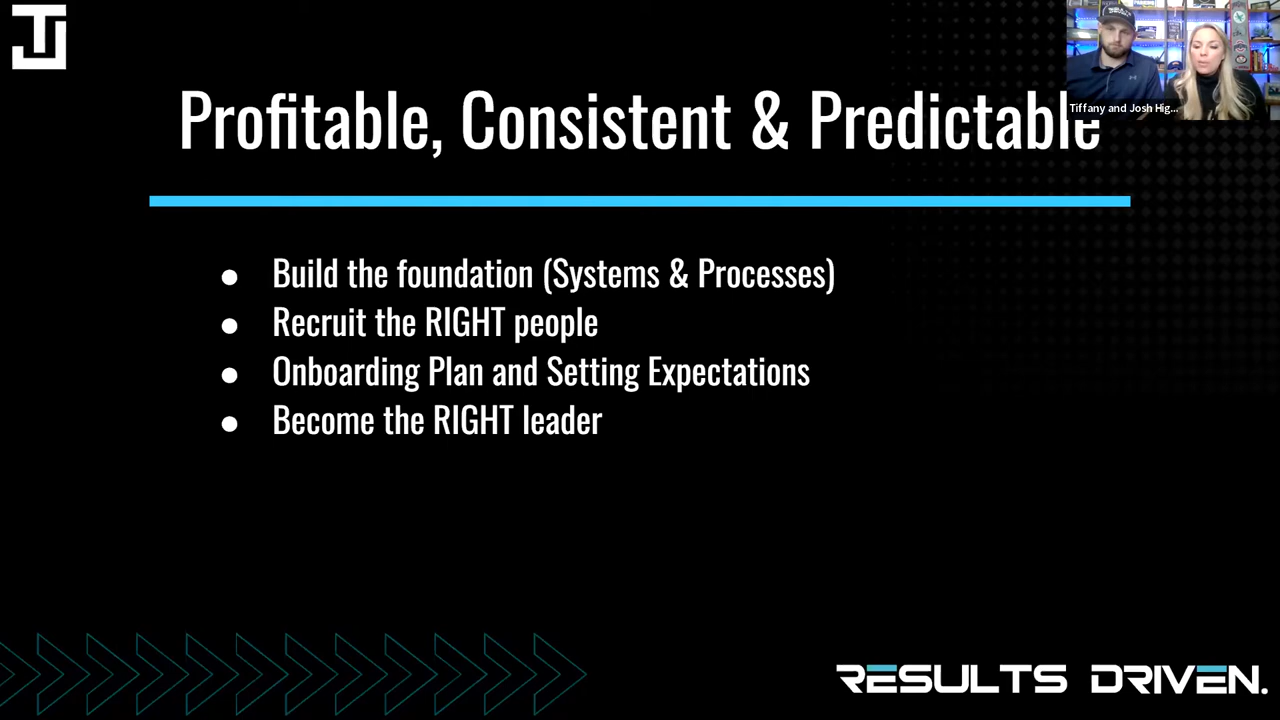 TJ
Profitable, Consistent & Predictable
Tiffany and Josh Hig...
Build the foundation (Systems & Processes)
Recruit the RIGHT people
Onboarding Plan and Setting Expectations
Become the RIGHT leader
RESULTS DRIVEN.